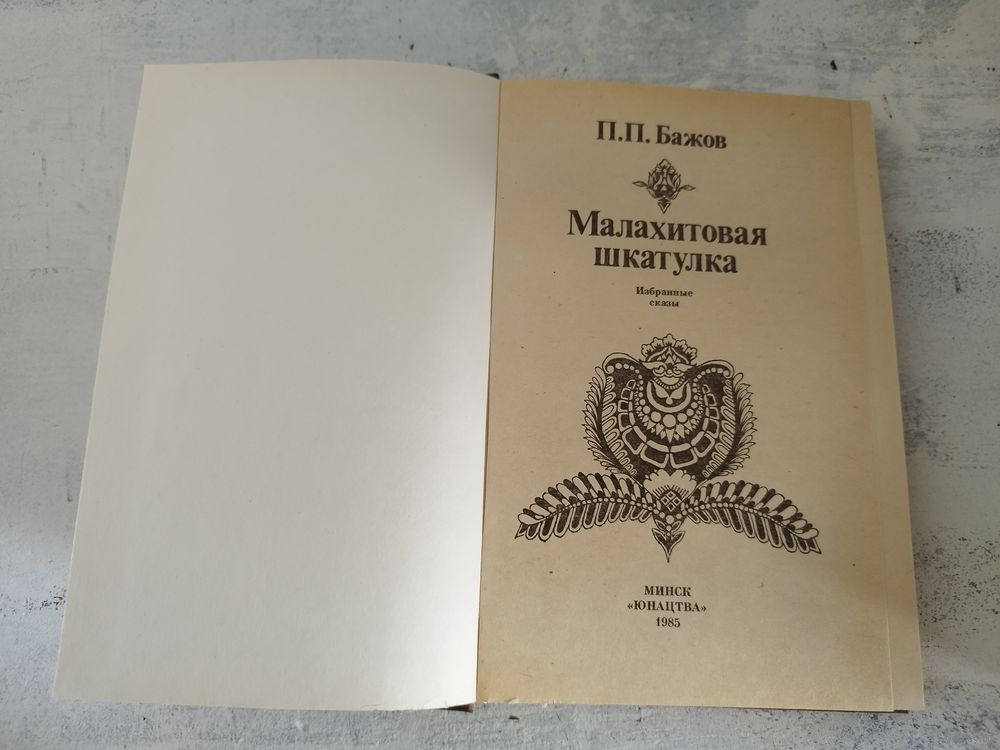 П.П. Бажов
Малахитовая
шкатулка
Избранные
сказы
МИНСК
«ЮНАЦТВА»
1985